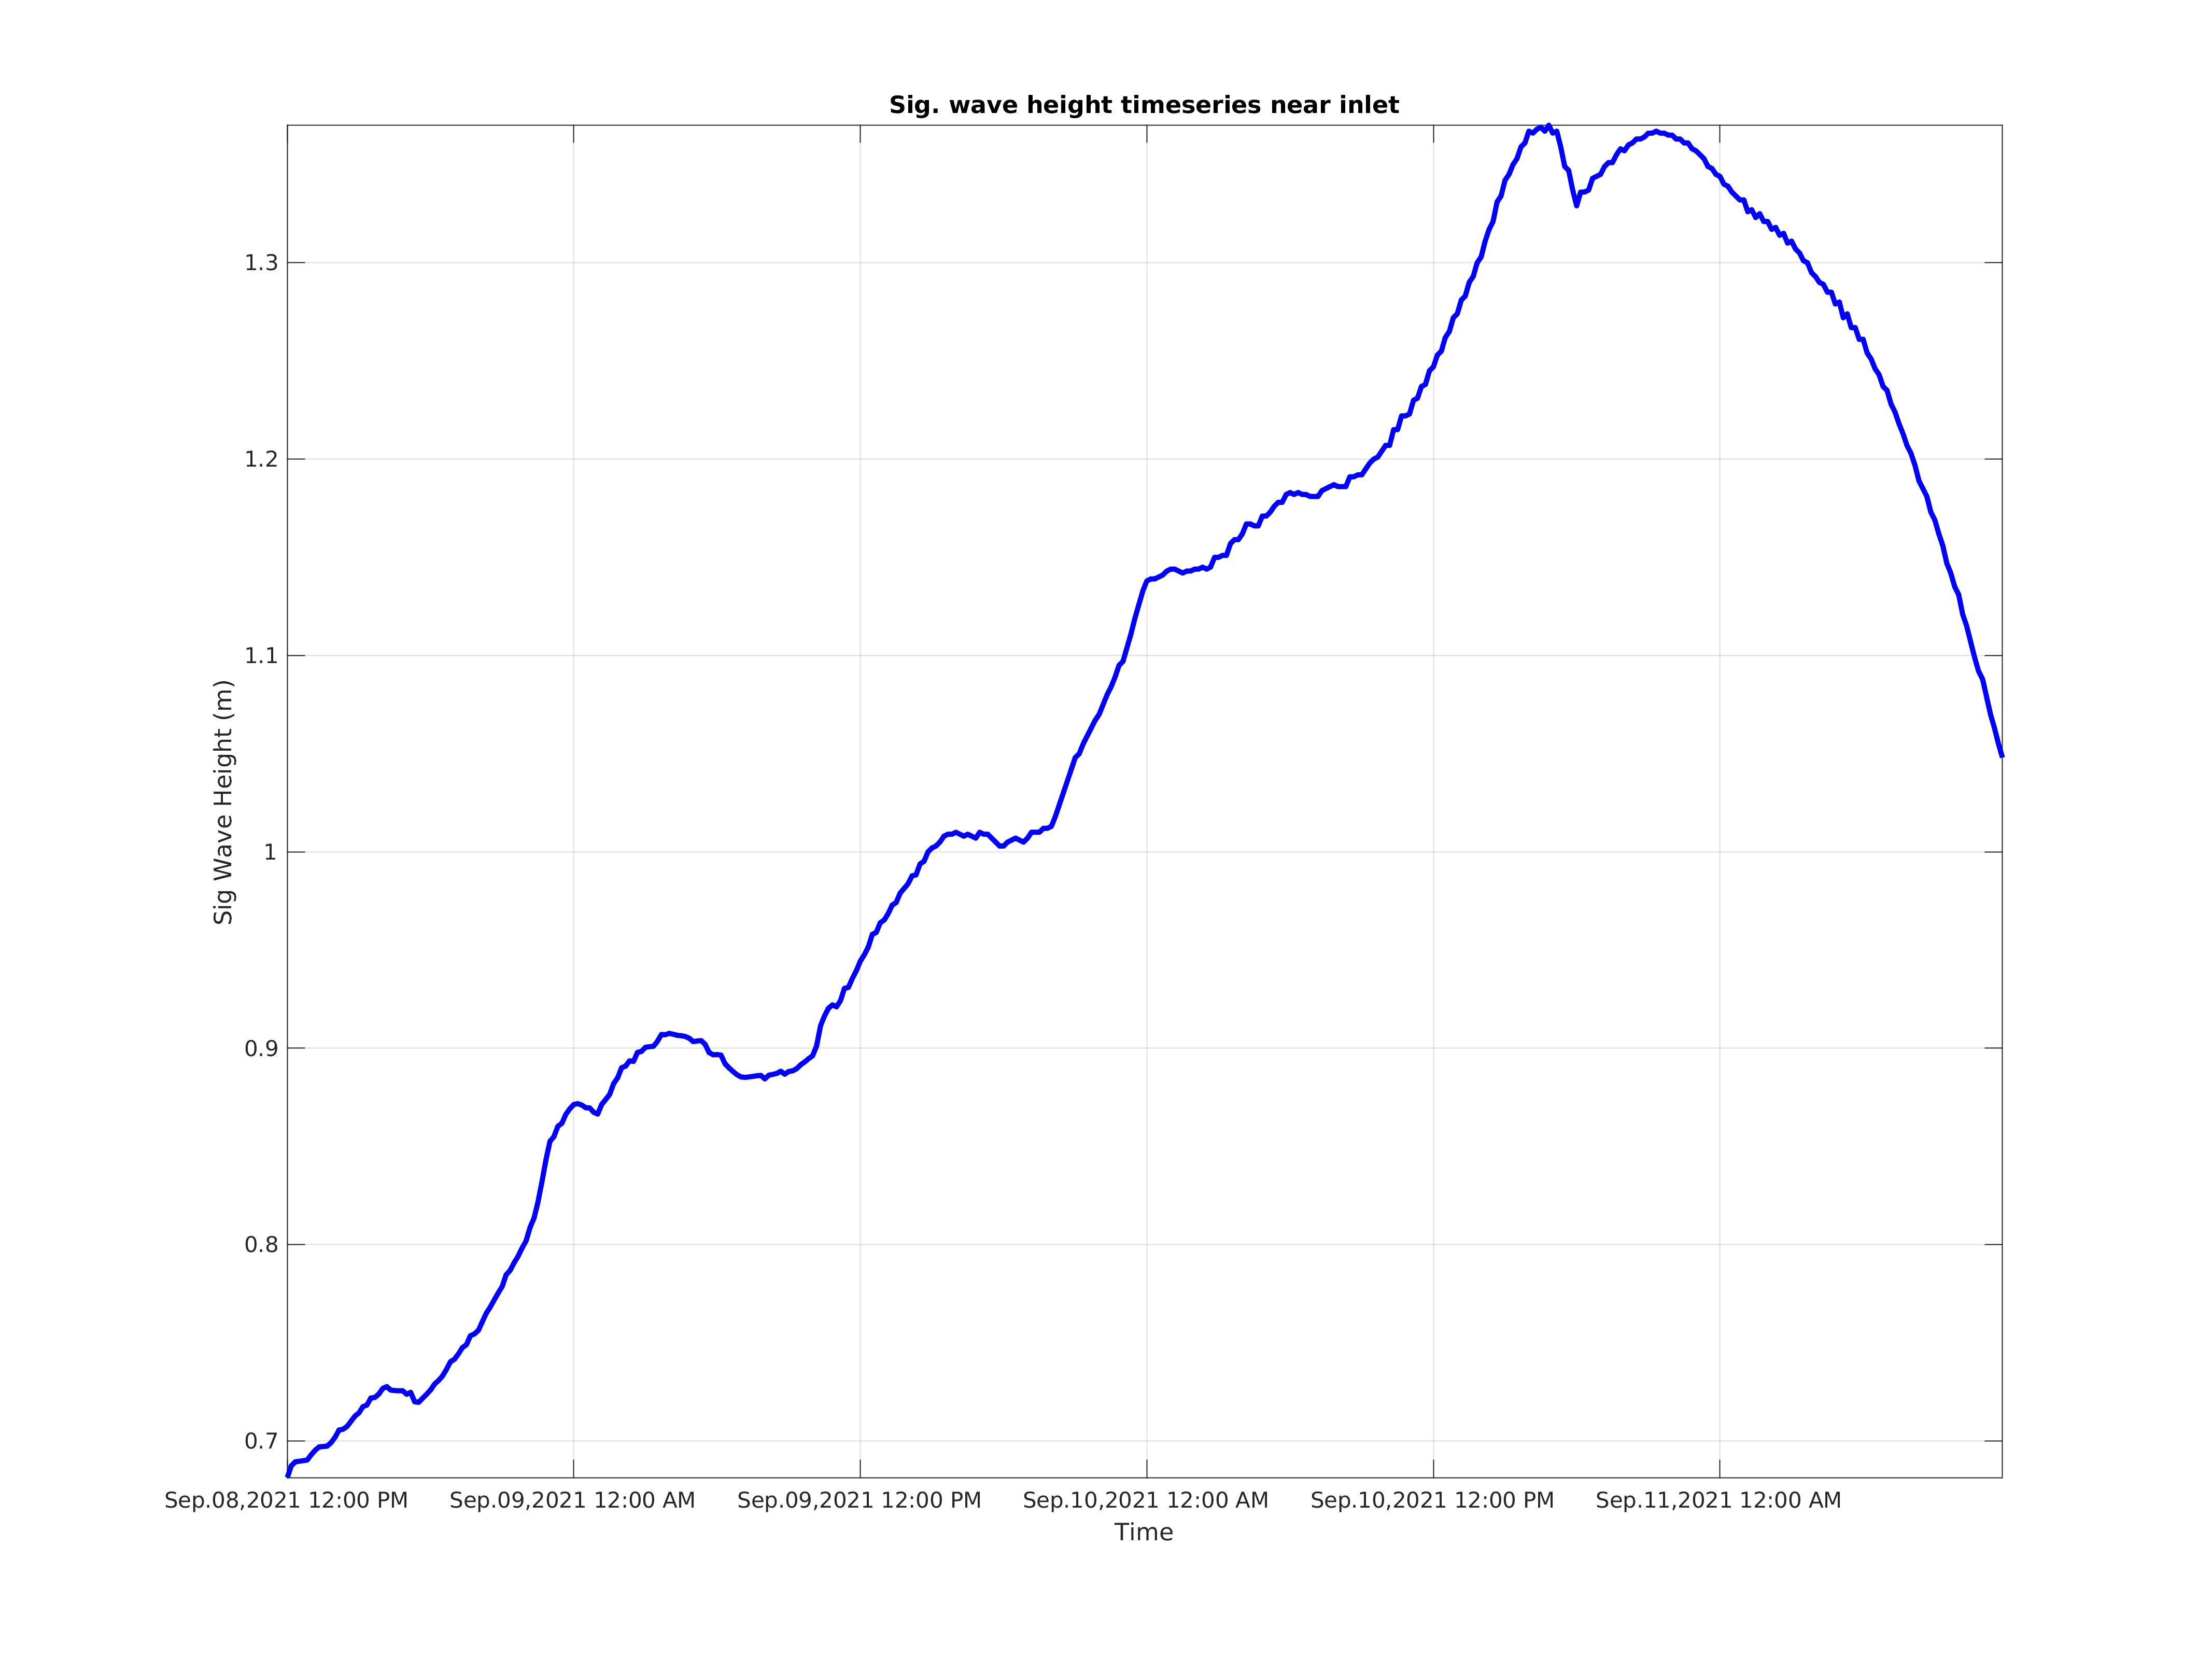 Sig. wave height timeseries near inlet
1.3
1.2
1.1
1
0.9
0.8
0.7
Sig Wave Height (m)
Sep.08,2021 12:00 PM Sep.09,2021 12:00 AM Sep.09,2021 12:00 PM Sep.10,2021 12:00 AM Sep.10,2021 12:00 PM Sep.11,2021 12:00 AM
Time